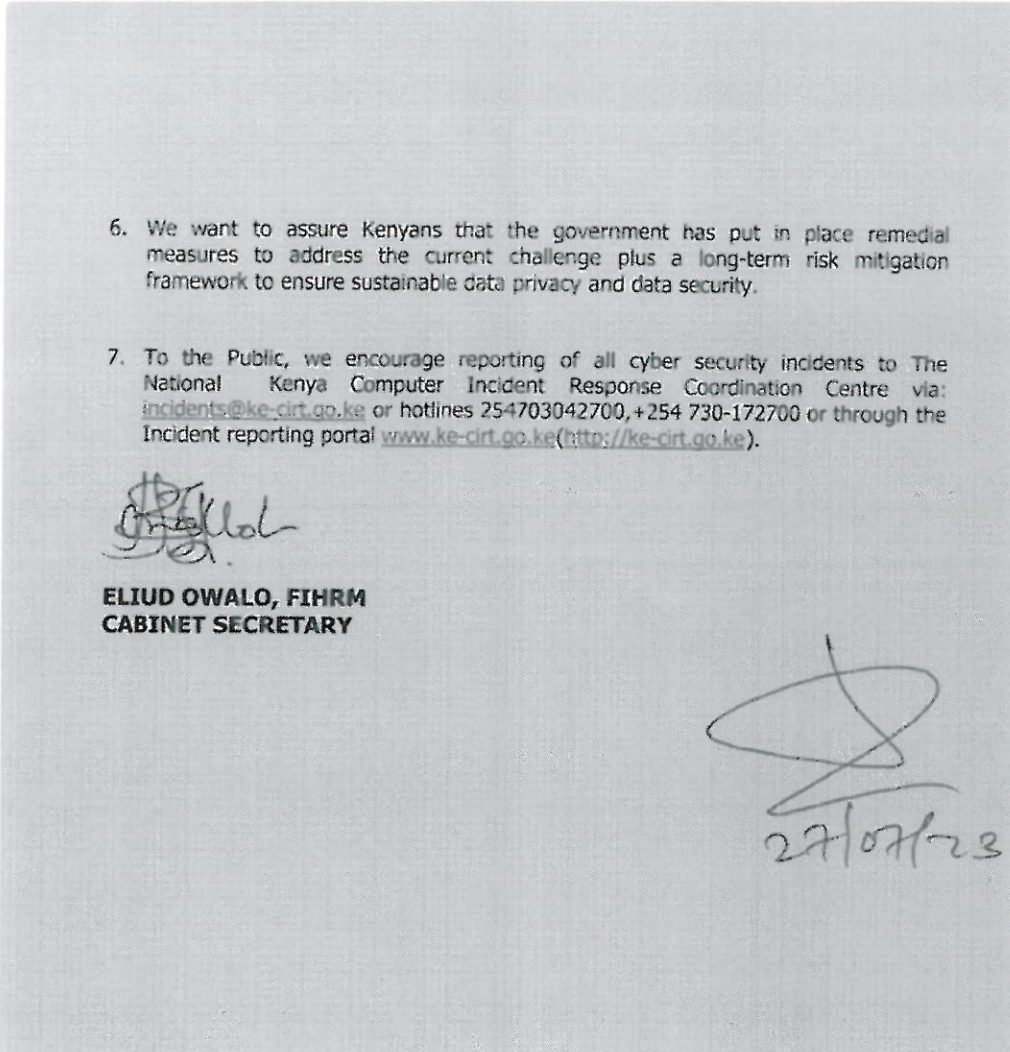 6. We want to assure Kenyans that the government has put in place remedial
measures to address the current challenge plus a long-term risk mitigation
framework to ensure sustainable data privacy and data security.
7. To the Public, we encourage reporting of all cyber security incidents to The
National Kenya Computer Incident Response Coordination Centre via:
incidents@ke-cirt.go.ke or hotlines 254703042700,+254 730-172700 or through the
Incident reporting portal www.ke-cirt.go.ke(http://ke-cirt.go.ke).
ELIUD OWALO, FIHRM
CABINET SECRETARY
27/07/23